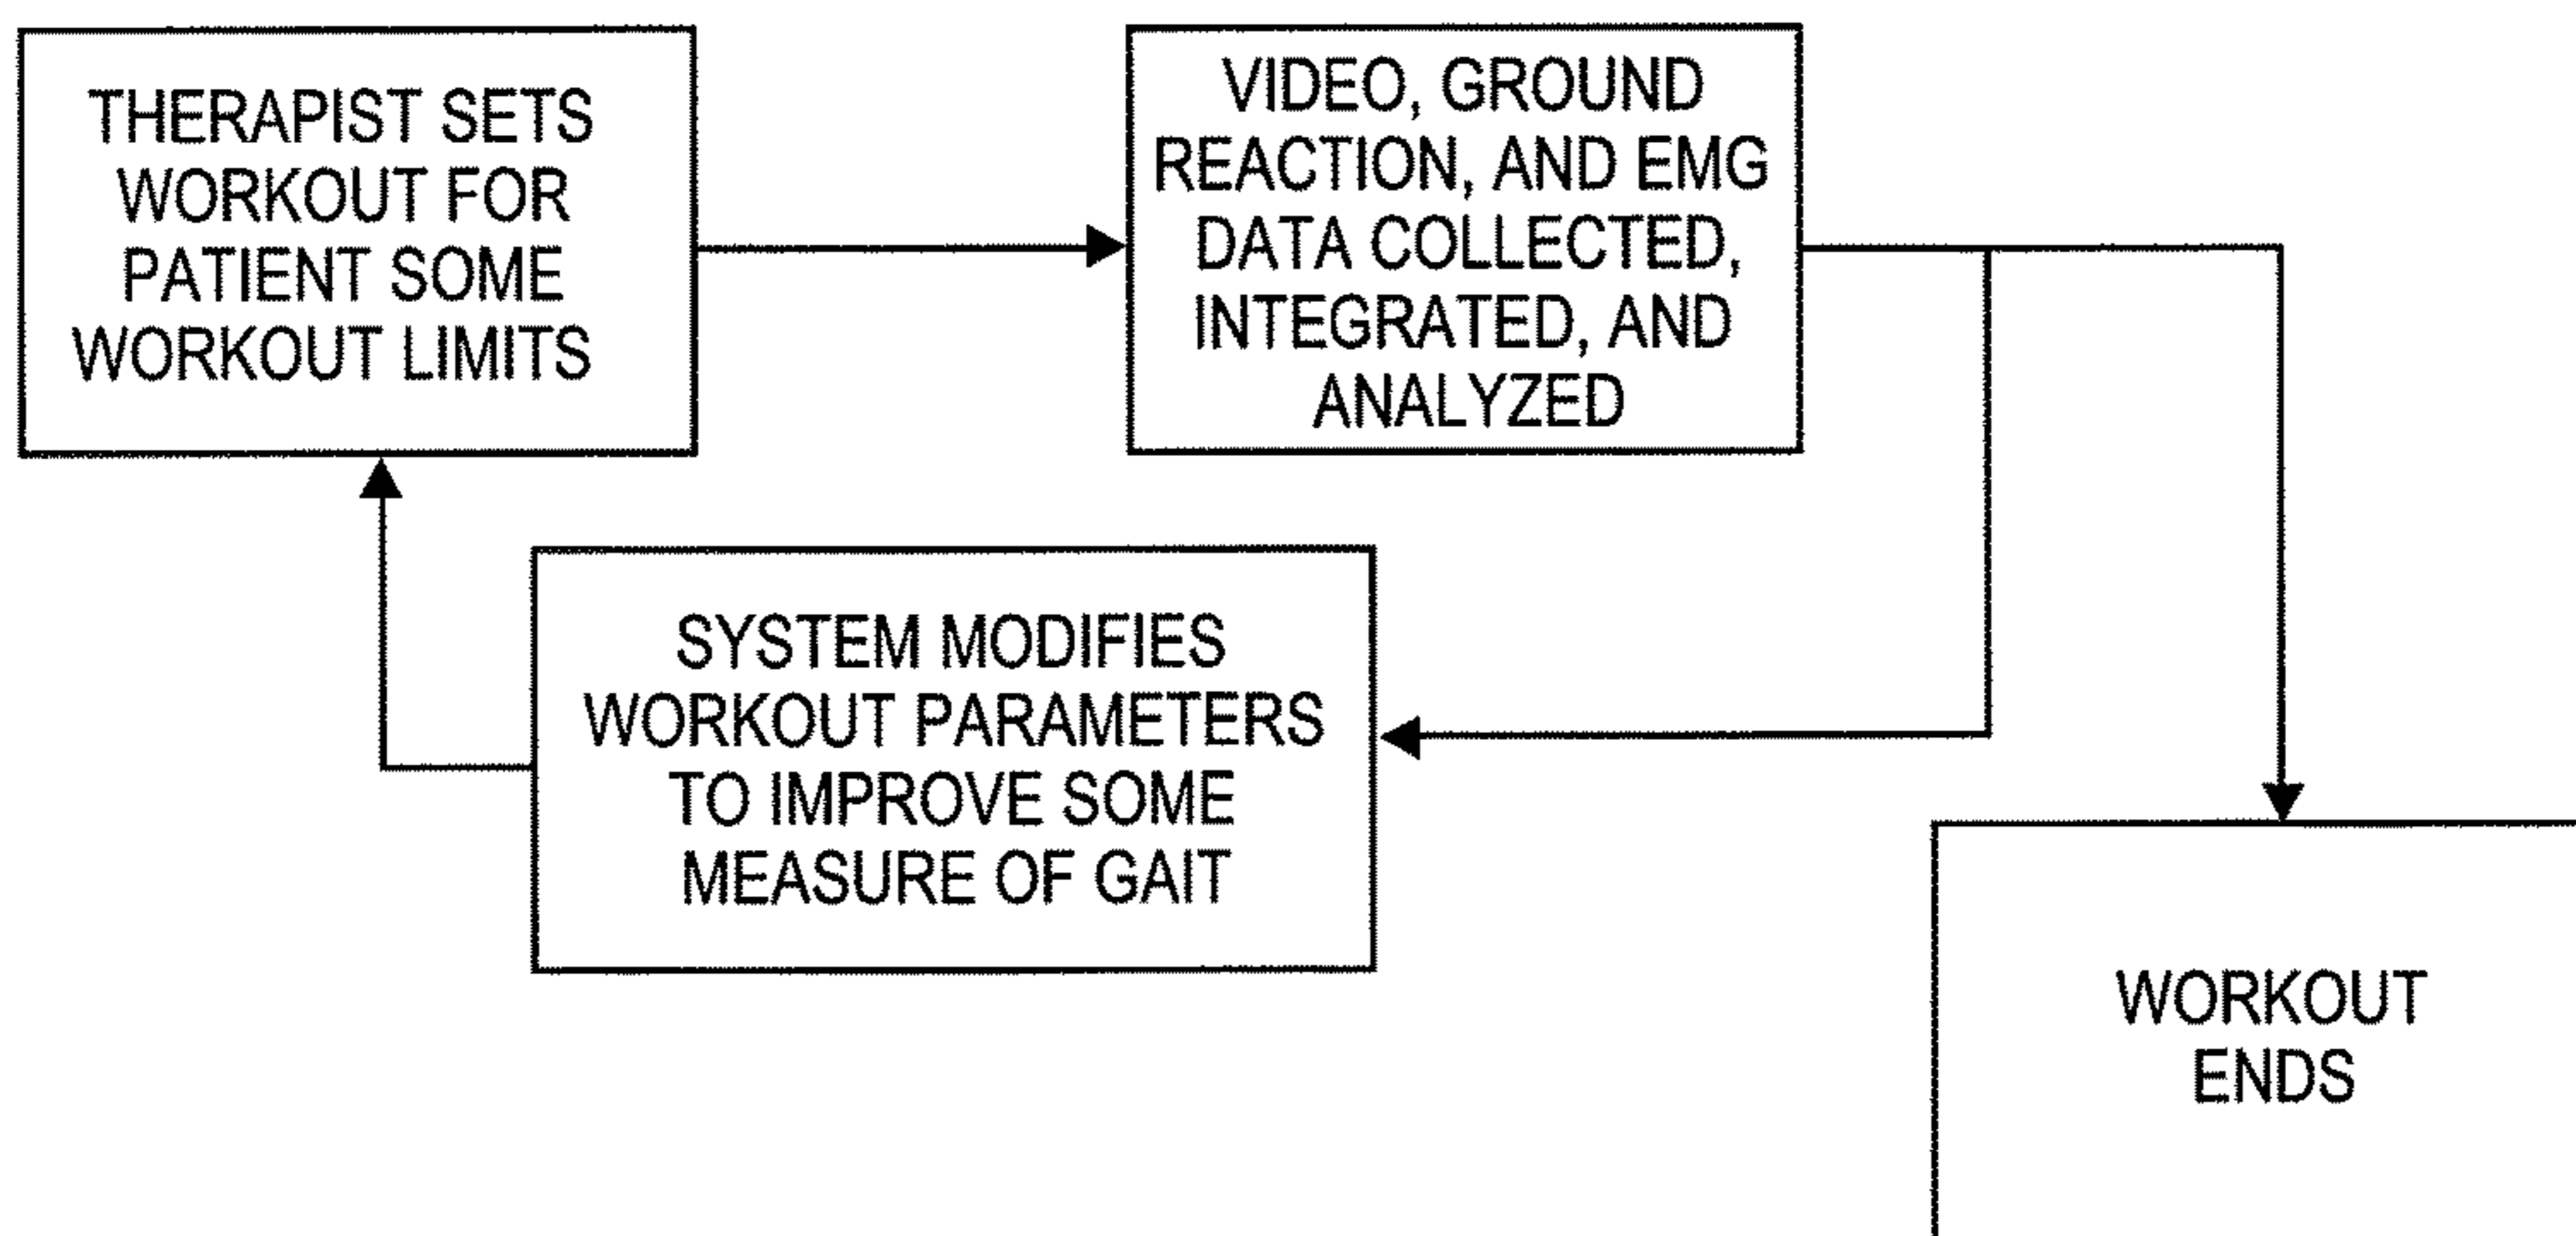 THERAPIST SETS
WORKOUT FOR
PATIENT SOME
WORKOUT LIMITS
VIDEO, GROUND
REACTION, AND EMG
DATA COLLECTED,
INTEGRATED, AND
ANALYZED
SYSTEM MODIFIES
WORKOUT PARAMETERS
TO IMPROVE SOME
MEASURE OF GAIT
WORKOUT
ENDS